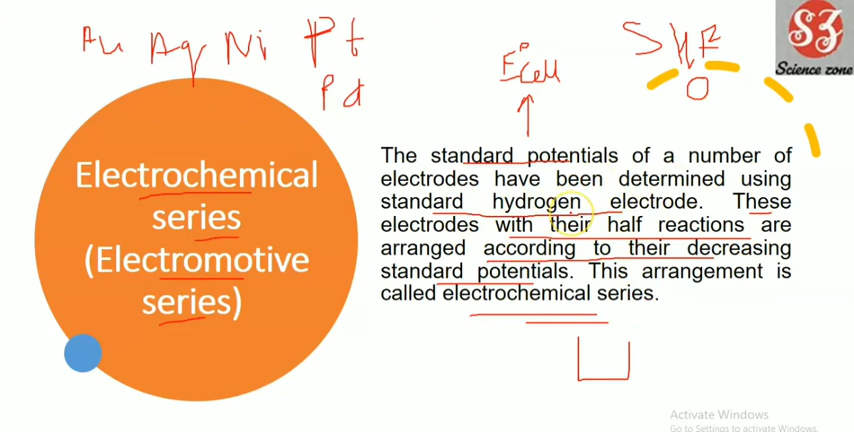 Au Ag Ni Pt
Pd
E°cell
SHE
0
SZ
Science zone
Electrochemical
series
(Electromotive
series)
The standard potentials of a number of
electrodes have been determined using
standard hydrogen electrode. These
electrodes with their half reactions are
arranged according to their decreasing
standard potentials. This arrangement is
called electrochemical series.
Activate Windows
Go to Settings to activate Windows.